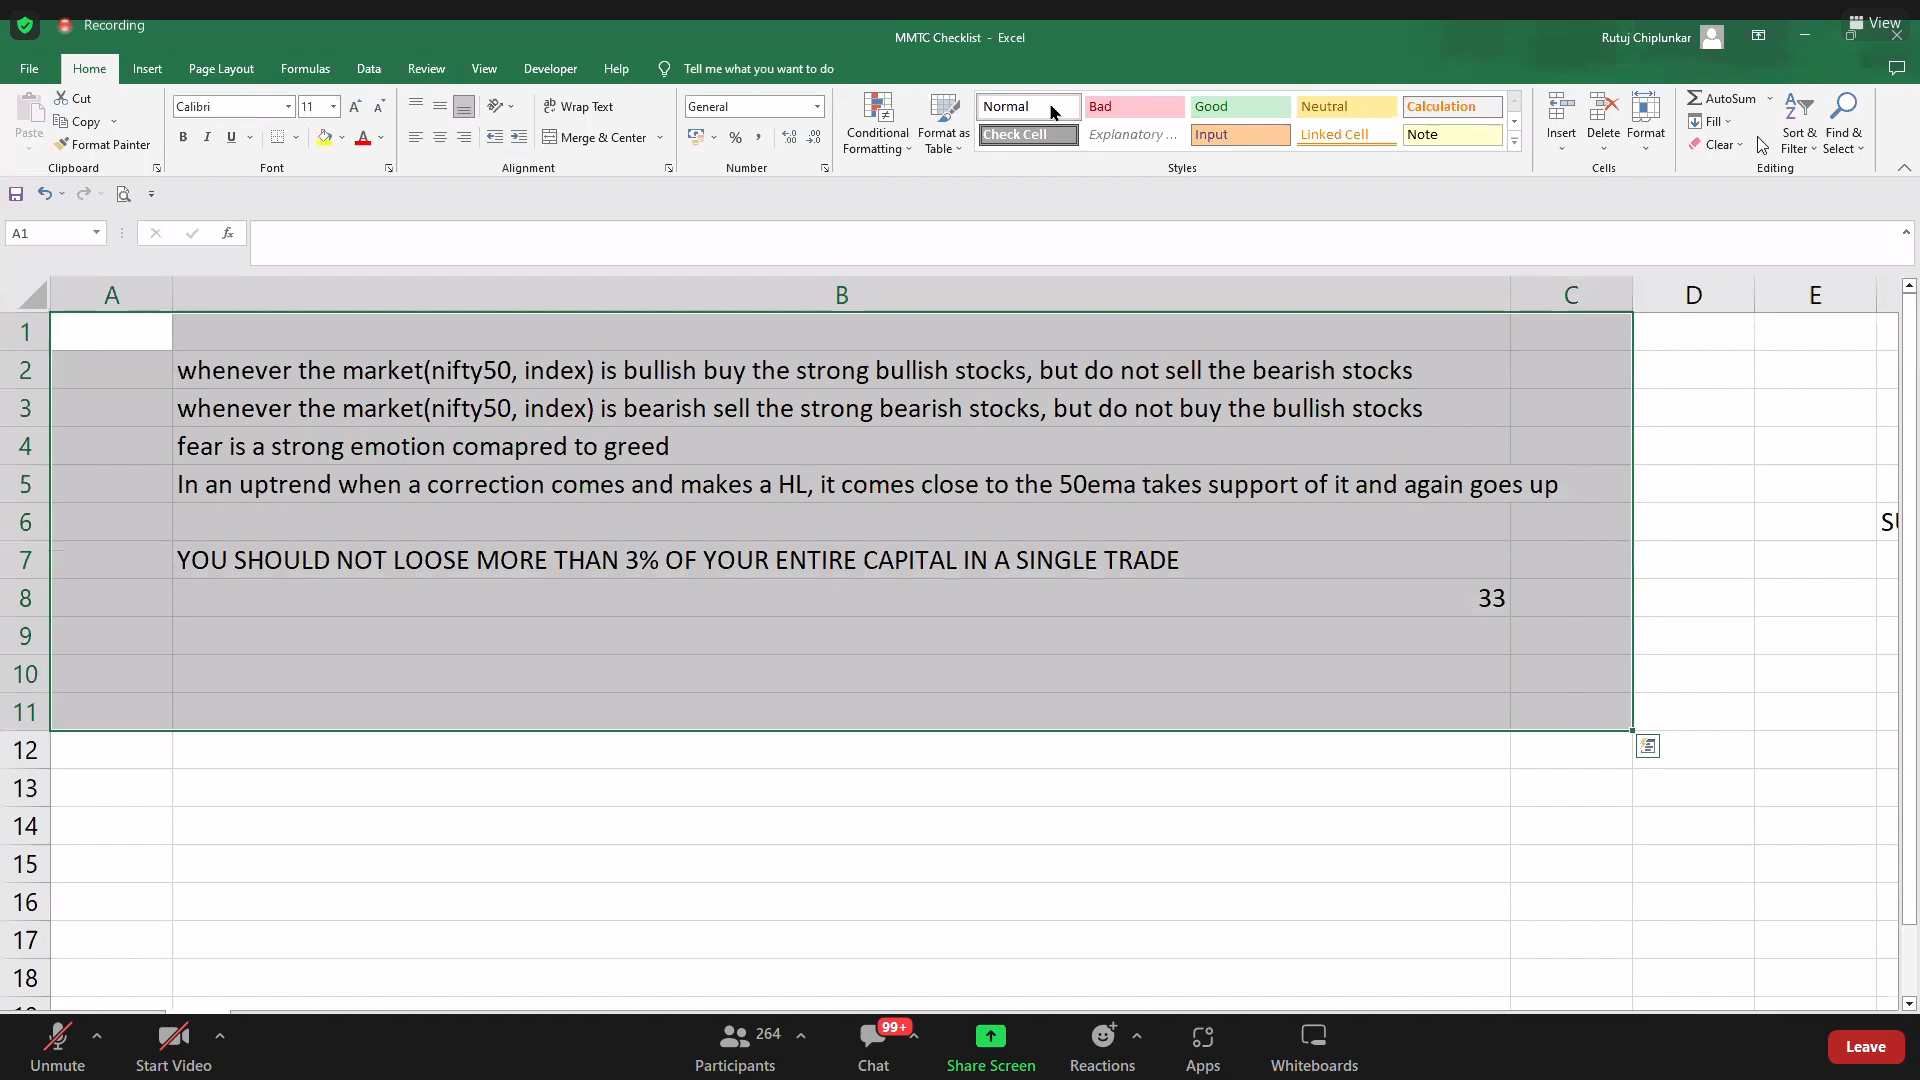 Recording
View
MMTC Checklist - Excel
Rutuj Chiplunkar
File Home Insert Page Layout Formulas Data Review View Developer Help Tell me what you want to do
Cut
Copy
Format Painter
Paste
Clipboard
Calibri 11
B I U
Font
Wrap Text
Merge & Center
Alignment
General
%
Number
Conditional Formatting
Format as Table
Normal Bad Good Neutral Calculation
Check Cell Explanatory ... Input Linked Cell Note
Styles
Insert Delete Format
Cells
AutoSum
Fill
Clear
Sort & Filter
Find & Select
Editing
A1 fx
A B C D E
1
2 whenever the market(nifty50, index) is bullish buy the strong bullish stocks, but do not sell the bearish stocks
3 whenever the market(nifty50, index) is bearish sell the strong bearish stocks, but do not buy the bullish stocks
4 fear is a strong emotion comapred to greed
5 In an uptrend when a correction comes and makes a HL, it comes close to the 50ema takes support of it and again goes up
6
7 YOU SHOULD NOT LOOSE MORE THAN 3% OF YOUR ENTIRE CAPITAL IN A SINGLE TRADE
8 33
9
10
11
12
13
14
15
16
17
18
Unmute
Start Video
264
Participants
99+
Chat
Share Screen
Reactions
Apps
Whiteboards
Leave